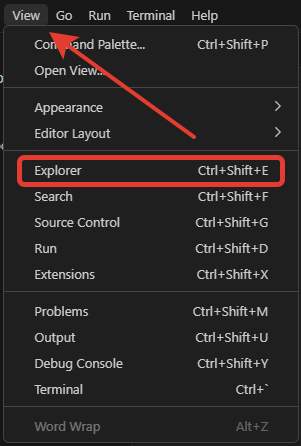 View Go Run Terminal Help
Command Palette... Ctrl+Shift+P
Open View...
Appearance
Editor Layout
Explorer Ctrl+Shift+E
Search Ctrl+Shift+F
Source Control Ctrl+Shift+G
Run Ctrl+Shift+D
Extensions Ctrl+Shift+X
Problems Ctrl+Shift+M
Output Ctrl+Shift+U
Debug Console Ctrl+Shift+Y
Terminal Ctrl+`
Word Wrap Alt+Z